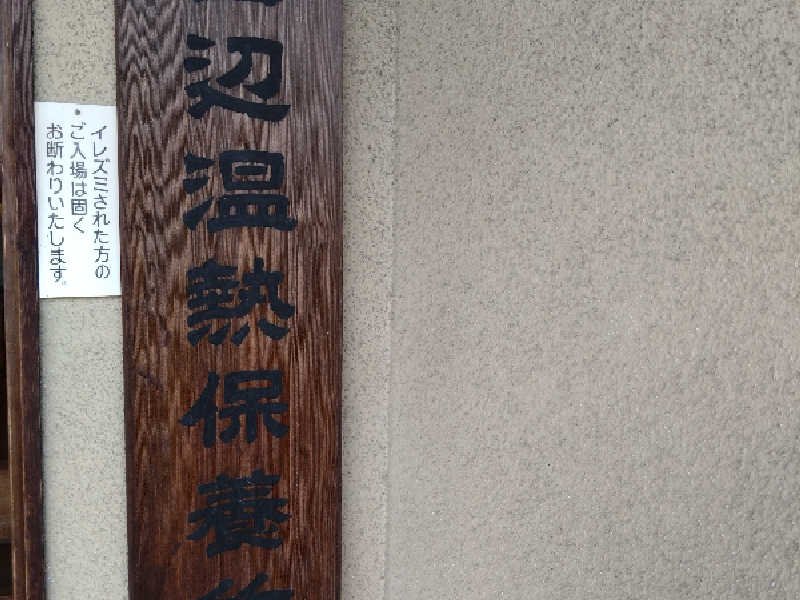 辺温熱保養
イレズミされた方の
ご入場は固く
お断わりいたします。